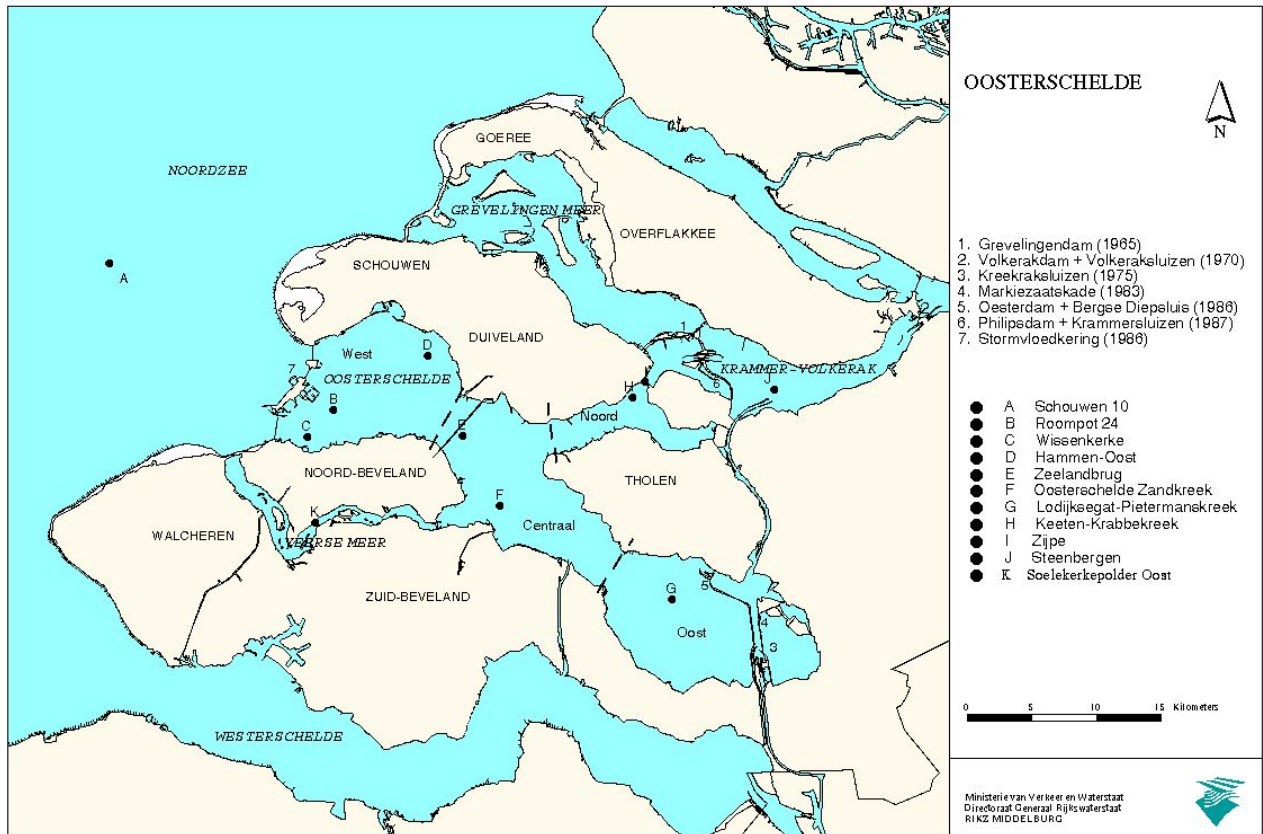 OOSTERSCHELDE
N
GOEREE
NOORDZEE
GREVELINGEN MEER
OVERFLAKKEE
SCHOUWEN
A
DUIVELAND
1
2
West
D
OOSTERSCHELDE
7
B
C
E
H
Noord
KRAMMER-VOLKERAK
6
J
NOORD-BEVELAND
THOLEN
F
Centraal
K
WALCHEREN
VEERSE MEER
ZUID-BEVELAND
G
5
Oost
4
3
WESTERSCHELDE
1. Grevelingendam (1965)
2. Volkerakdam + Volkeraksluizen (1970)
3. Kreekraksluizen (1975)
4. Markiezaatskade (1983)
5. Oesterdam + Bergse Diepsluis (1986)
6. Philipsdam + Krammersluizen (1987)
7. Stormvloedkering (1986)
A Schouwen 10
B Roompot 24
C Wissenkerke
D Hammen-Oost
E Zeelandbrug
F Oosterschelde Zandkreek
G Lodijksegat-Pietermanskreek
H Keeten-Krabbekreek
I Zijpe
J Steenbergen
K Soelekerkepolder Oost
0 5 10 15 Kilometers
Ministerie van Verkeer en Waterstaat
Directoraat Generaal Rijkswaterstaat
RIKZ MIDDELBURG